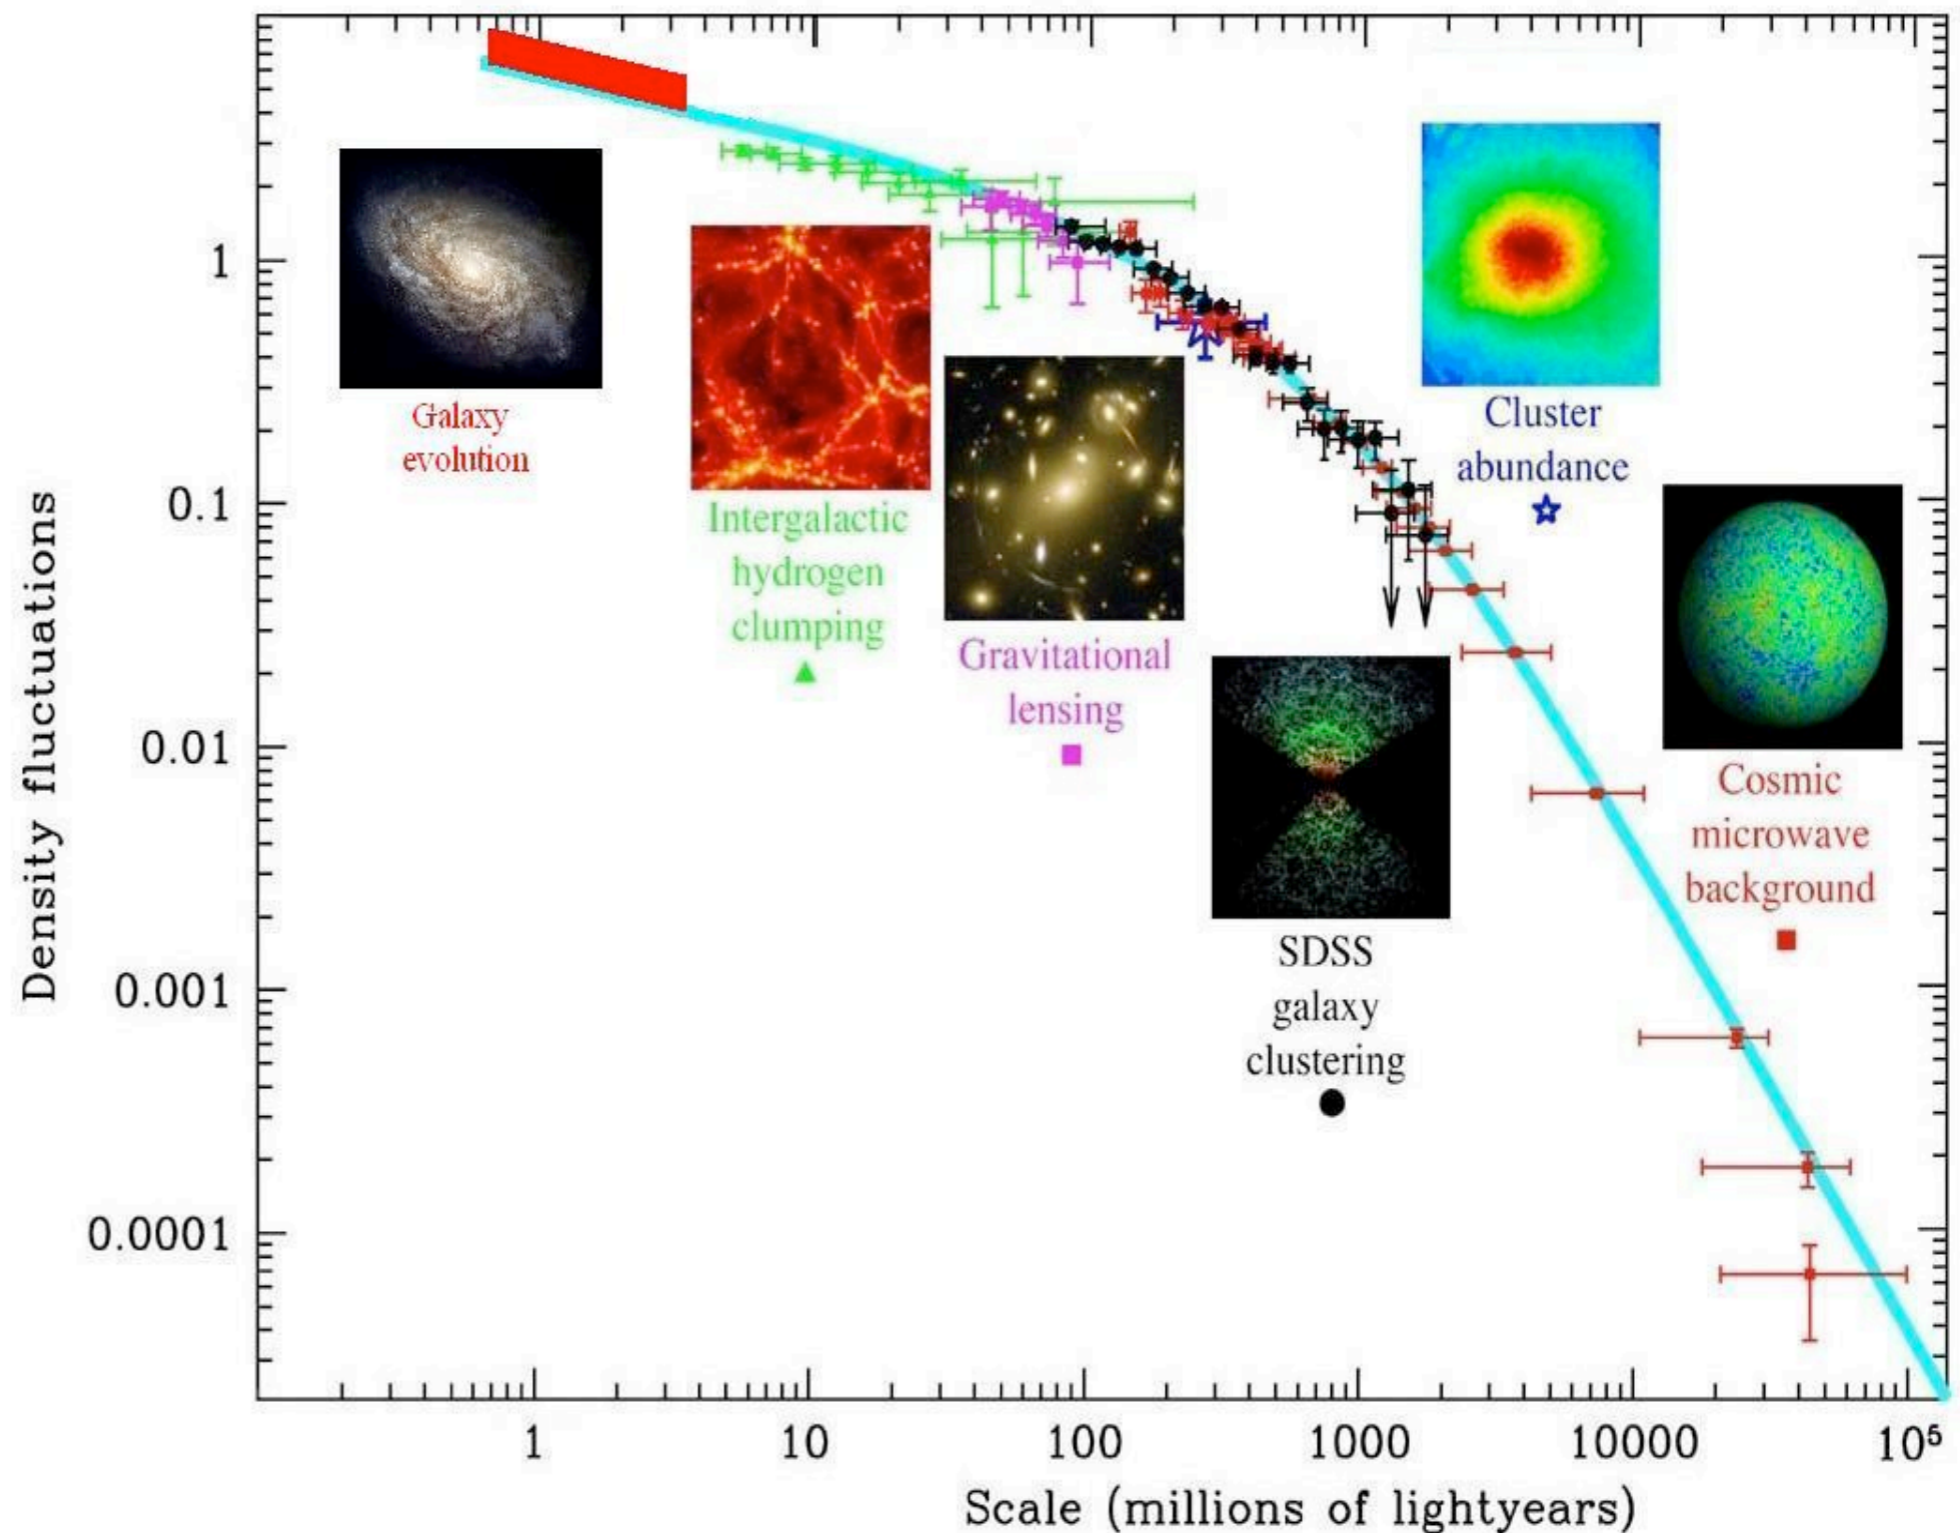 Galaxy
evolution
Intergalactic
hydrogen
clumping
Gravitational
lensing
Cluster
abundance
SDSS
galaxy
clustering
Cosmic
microwave
background
Density fluctuations
1
0.1
0.01
0.001
0.0001
1 10 100 1000 10000 10⁵
Scale (millions of lightyears)